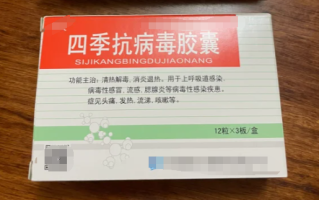 四季抗病毒胶囊
SIJIKANGBINGDUJIAONANG
功能主治：清热解毒，消炎退热。用于上呼吸道感染，
病毒性感冒，流感，腮腺炎等病毒性感染疾患。
症见头痛，发热，流涕，咳嗽等。
12粒×3板/盒